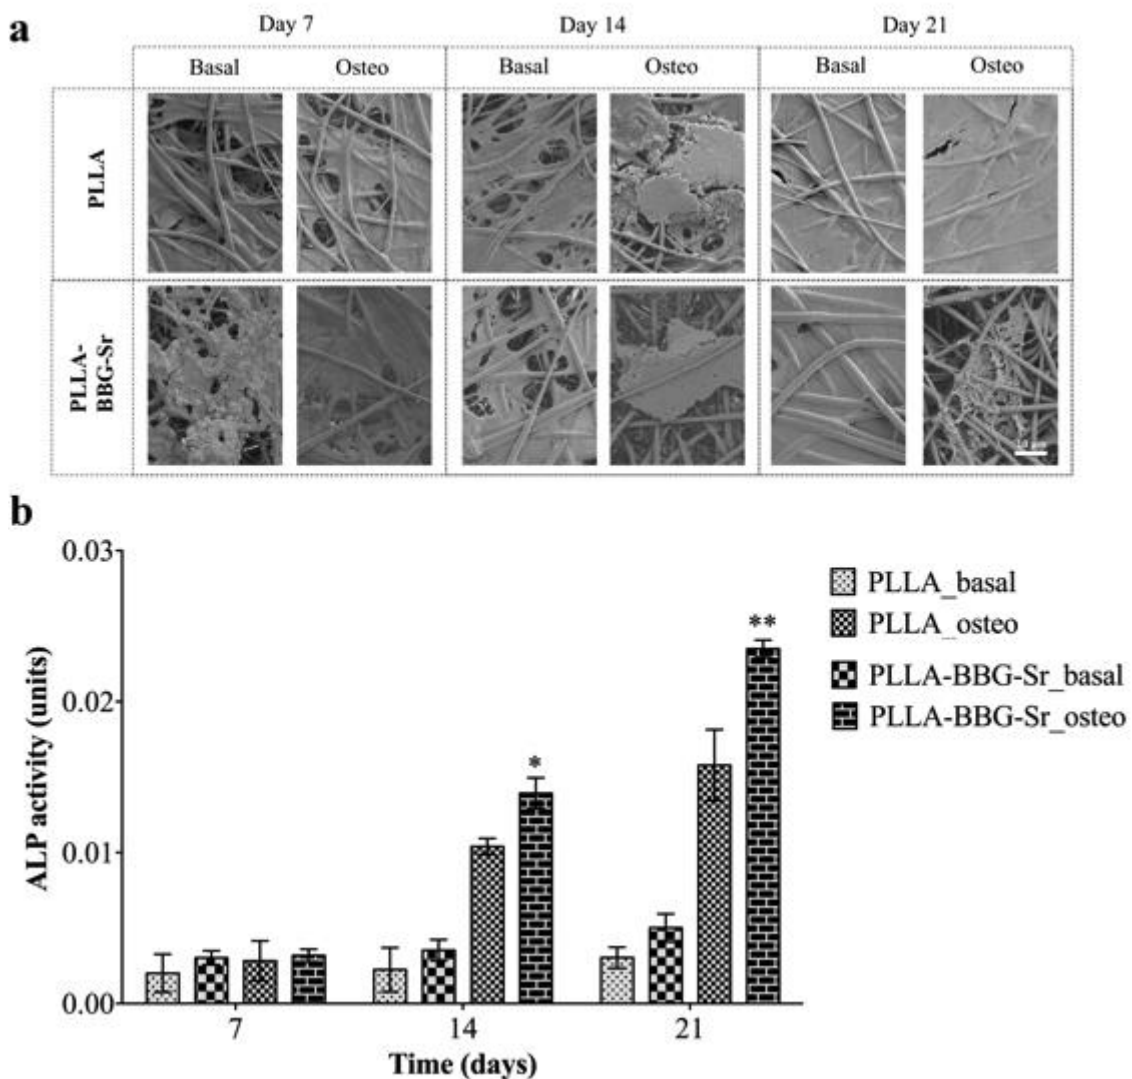 a
Day 7 Day 14 Day 21
Basal Osteo Basal Osteo Basal Osteo
PLLA
PLLA-
BBG-Sr
10 µm
b
0.03
0.02
0.01
0.00
ALP activity (units)
* **
7 14 21
Time (days)
PLLA_basal
PLLA_osteo
PLLA-BBG-Sr_basal
PLLA-BBG-Sr_osteo